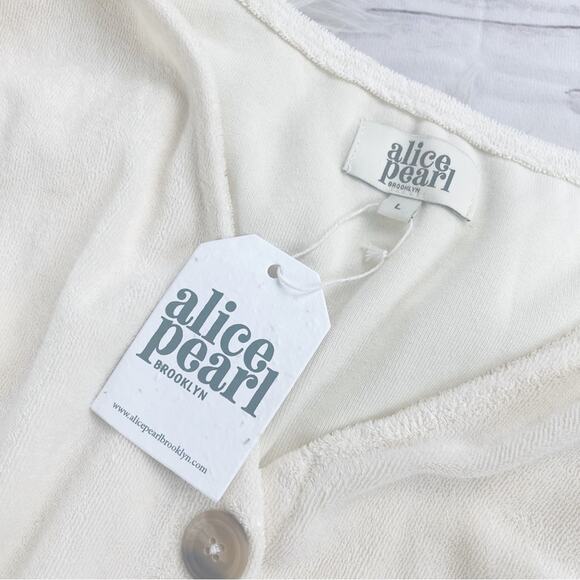 alice
pearl
BROOKLYN
L
alice
pearl
BROOKLYN
www.alicepearlbrooklyn.com